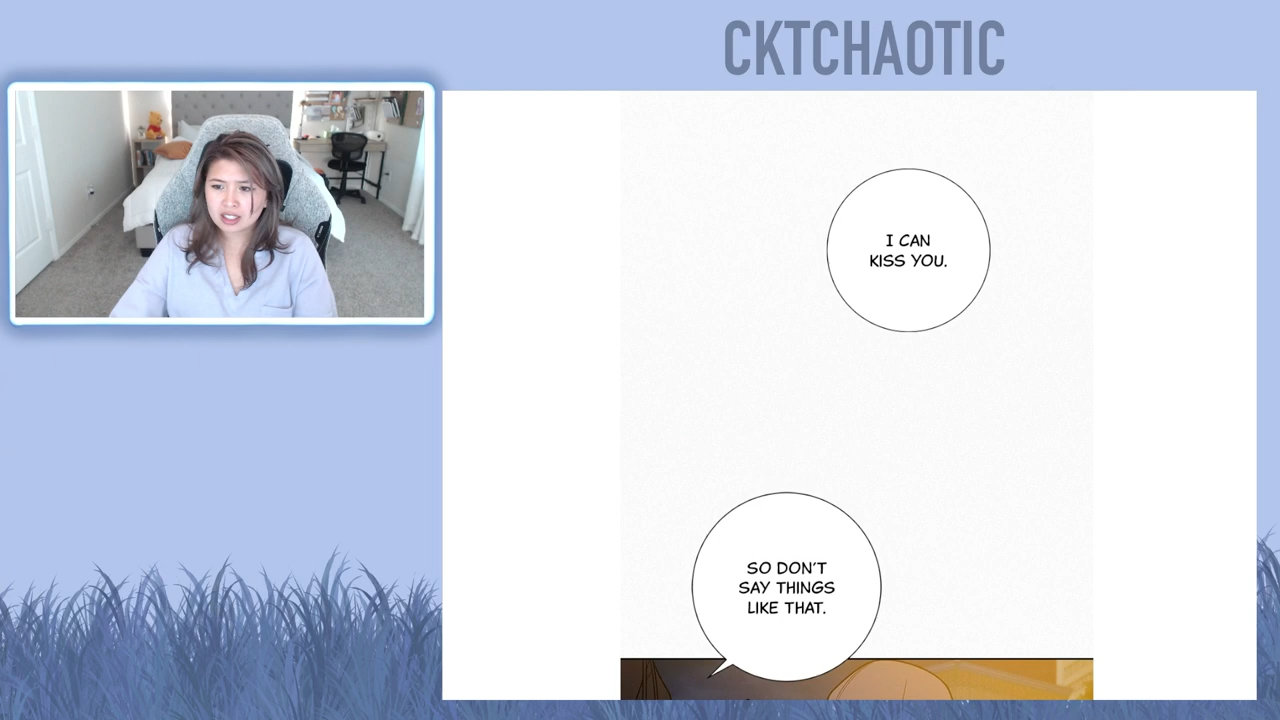 CKTCHAOTIC
I CAN
KISS YOU.
SO DON'T
SAY THINGS
LIKE THAT.